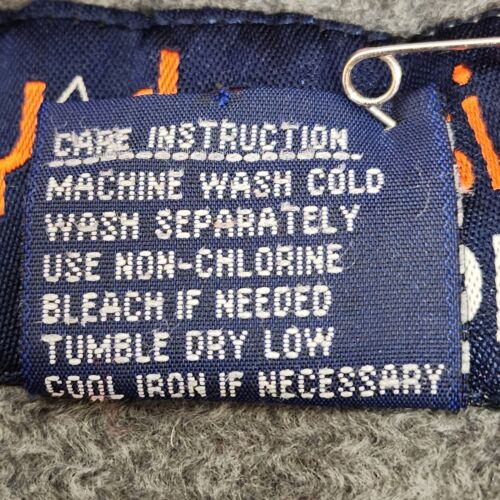 CARE INSTRUCTION
MACHINE WASH COLD
WASH SEPARATELY
USE NON-CHLORINE
BLEACH IF NEEDED
TUMBLE DRY LOW
COOL IRON IF NECESSARY